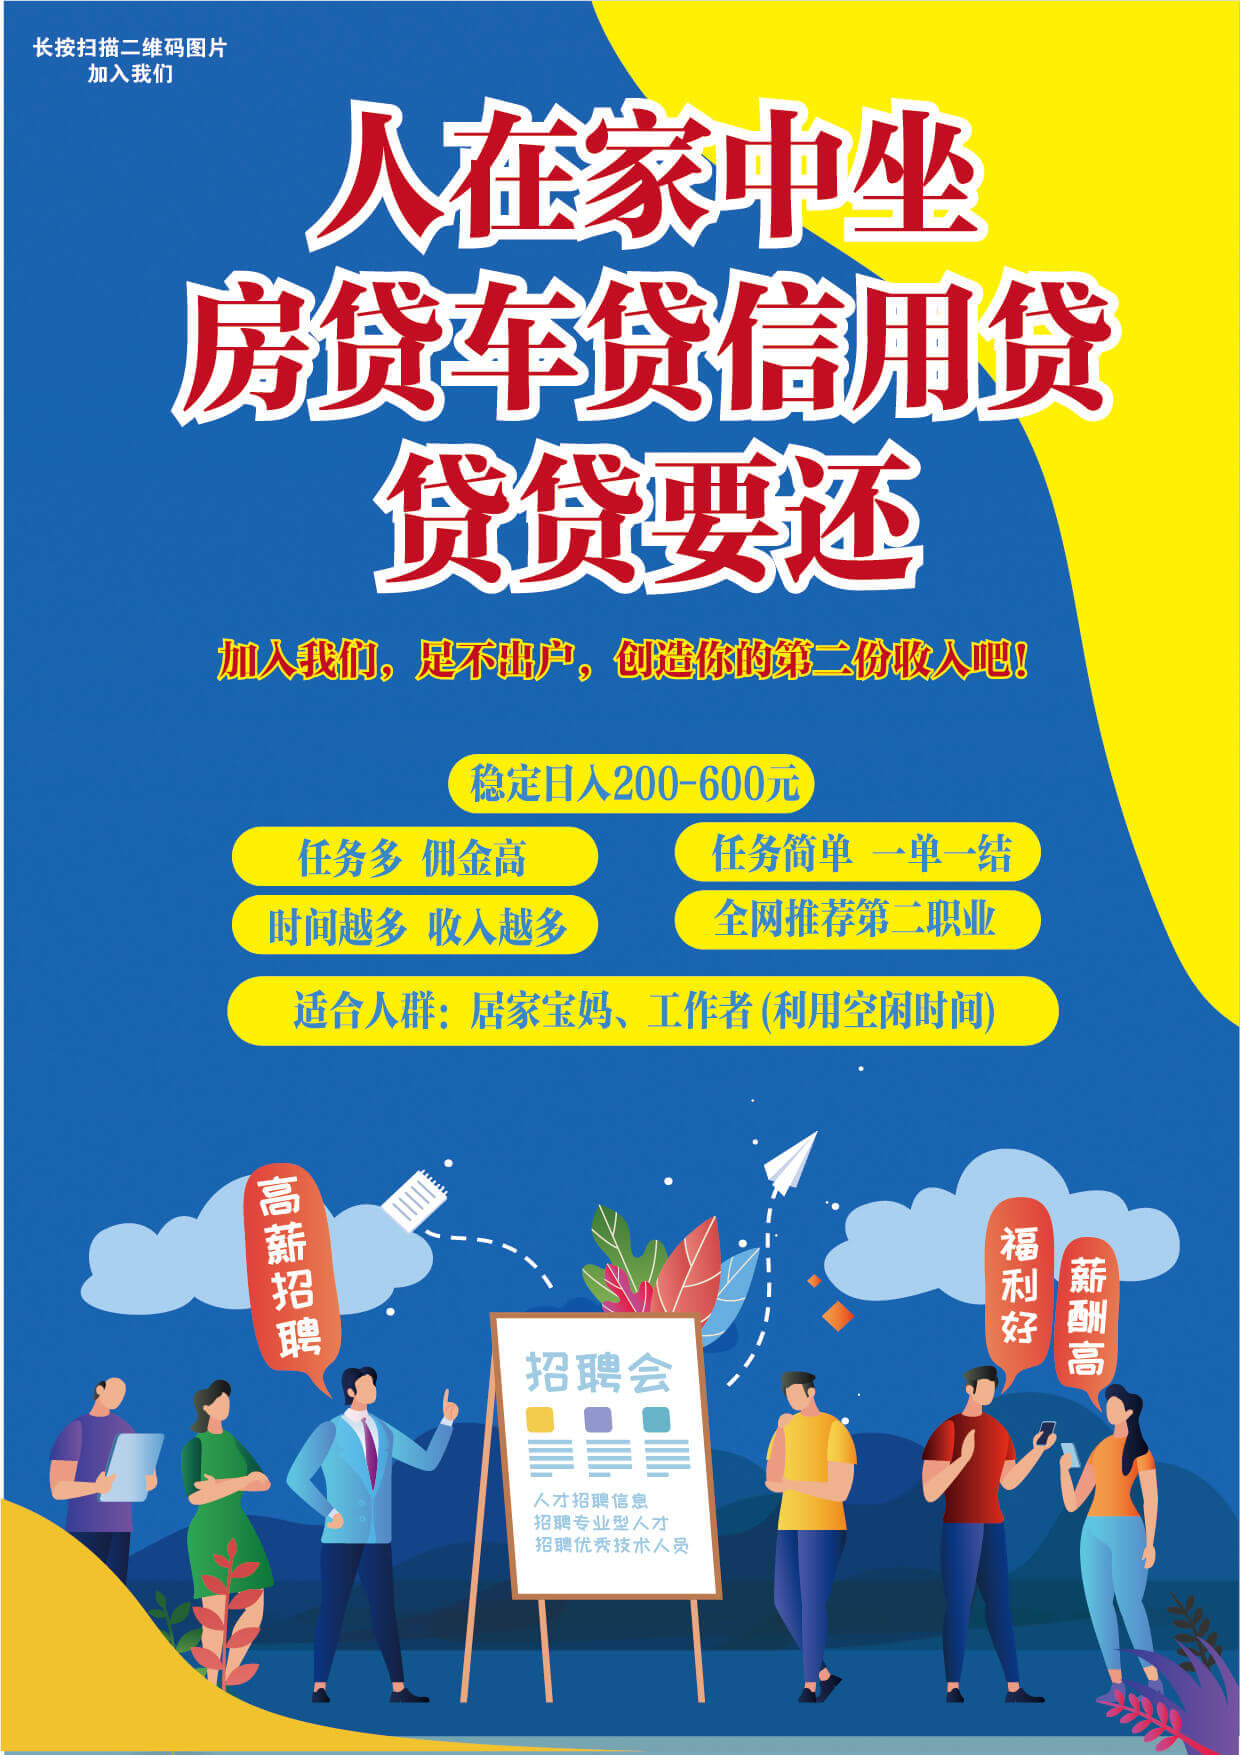 长按扫描二维码图片
加入我们
人在家中坐
房贷车贷信用贷
贷贷要还
加入我们，足不出户，创造你的第二份收入吧！
稳定日入200-600元
任务多 佣金高
任务简单 一单一结
时间越多 收入越多
全网推荐第二职业
适合人群：居家宝妈、工作者(利用空闲时间)
高薪招聘
福利好
薪酬高
招聘会
人才招聘信息
招聘专业型人才
招聘优秀技术人员